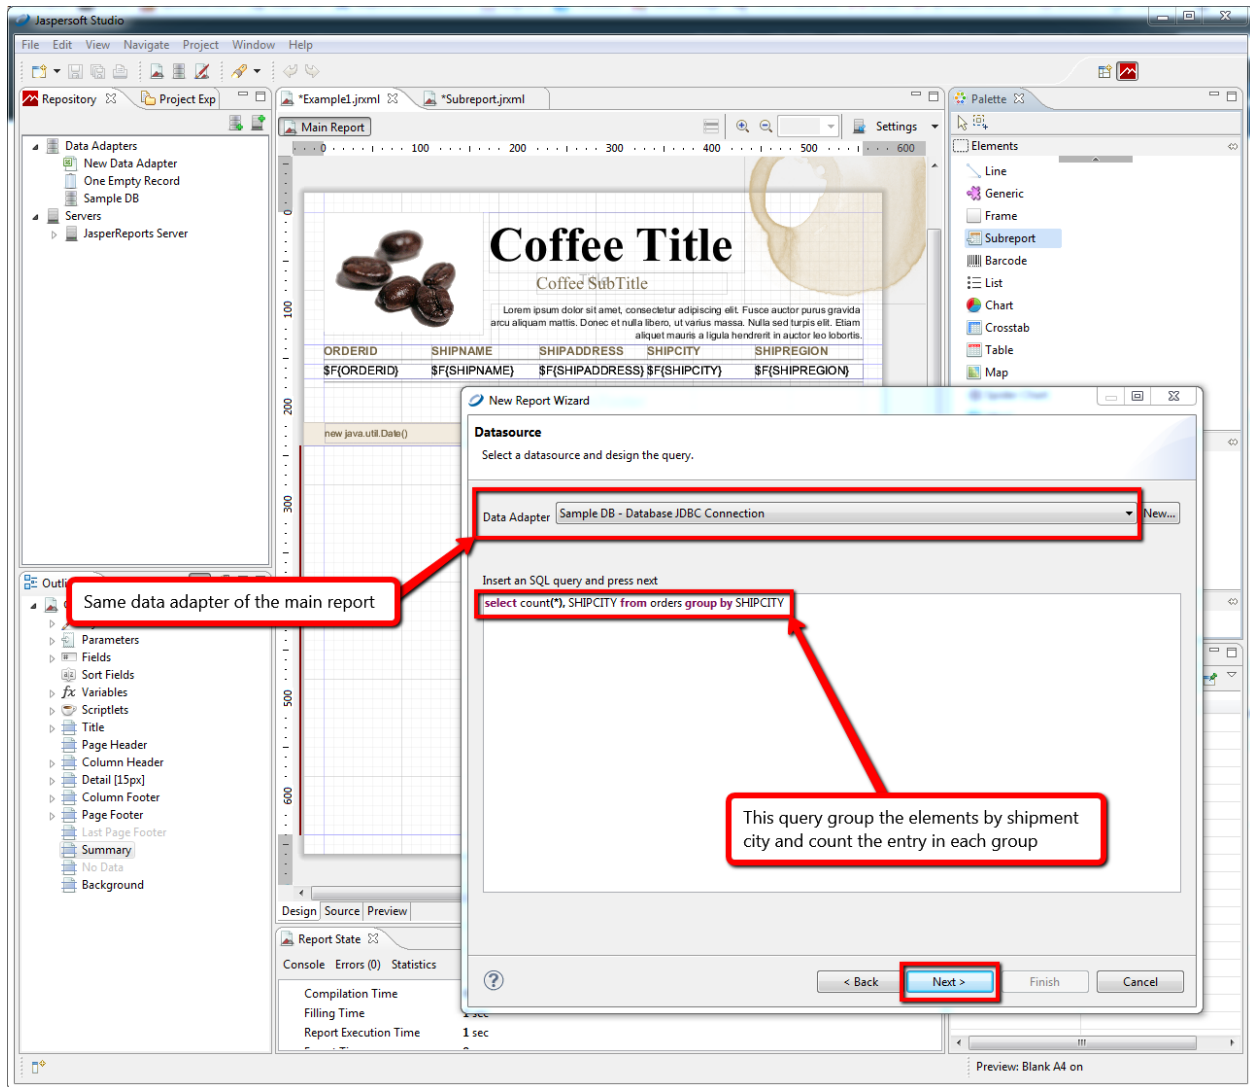 Jaspersoft Studio
File Edit View Navigate Project Window Help
Repository Project Exp
*Example1.jrxml *Subreport.jrxml
Palette
Main Report
Settings
Data Adapters
New Data Adapter
One Empty Record
Sample DB
Servers
JasperReports Server
0 100 200 300 400 500 600
0
100
200
300
500
600
Coffee Title
Coffee SubTitle
Lorem ipsum dolor sit amet, consectetur adipiscing elit. Fusce auctor purus gravida
arcu aliquam mattis. Donec et nulla libero, ut varius massa. Nulla sed turpis elit. Etiam
aliquet mauris a ligula hendrerit in auctor leo lobortis.
ORDERID SHIPNAME SHIPADDRESS SHIPCITY SHIPREGION
$F{ORDERID} $F{SHIPNAME} $F{SHIPADDRESS} $F{SHIPCITY} $F{SHIPREGION}
new java.util.Date()
Elements
Line
Generic
Frame
Subreport
Barcode
List
Chart
Crosstab
Table
Map
New Report Wizard
Datasource
Select a datasource and design the query.
Data Adapter Sample DB - Database JDBC Connection New...
Insert an SQL query and press next
select count(*), SHIPCITY from orders group by SHIPCITY
Same data adapter of the main report
This query group the elements by shipment
city and count the entry in each group
< Back Next > Finish Cancel
Parameters
Fields
Sort Fields
Variables
Scriptlets
Title
Page Header
Column Header
Detail [15px]
Column Footer
Page Footer
Last Page Footer
Summary
No Data
Background
Design Source Preview
Report State
Console Errors (0) Statistics
Compilation Time
Filling Time 1 sec
Report Execution Time 1 sec
Preview: Blank A4 on